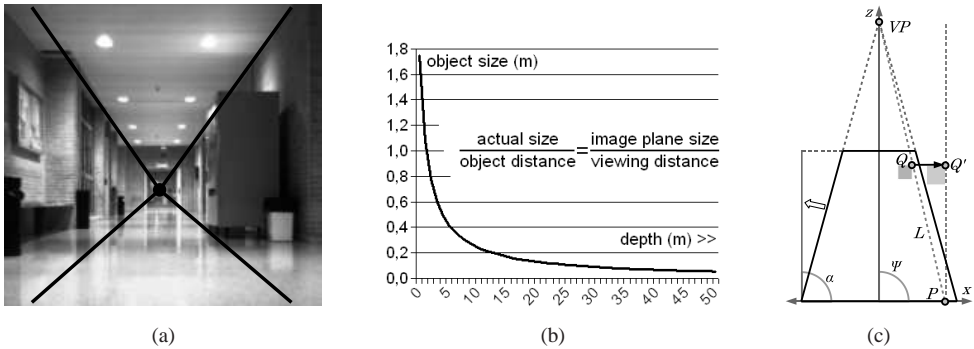 1,8
1,6
1,4
1,2
1,0
0,8
0,6
0,4
0,2
0,0
object size (m)
actual size / object distance = image plane size / viewing distance
depth (m) >>
0 5 10 15 20 25 30 35 40 45 50
z
VP
Q
Q'
L
α
ψ
P
x
(a)
(b)
(c)